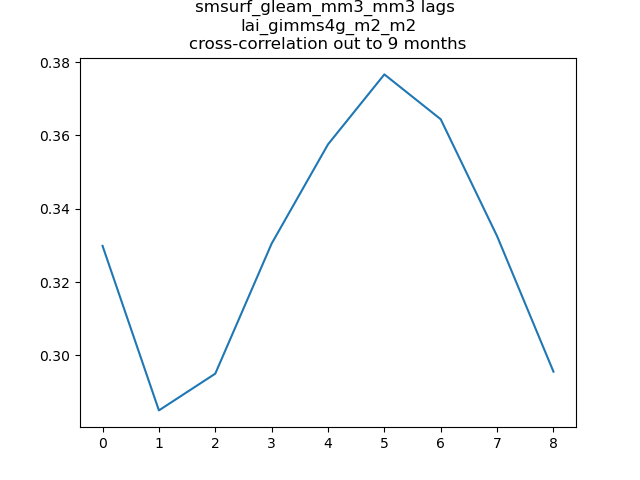 smsurf_gleam_mm3_mm3 lags
lai_gimms4g_m2_m2
cross-correlation out to 9 months
0.38
0.36
0.34
0.32
0.30
0 1 2 3 4 5 6 7 8